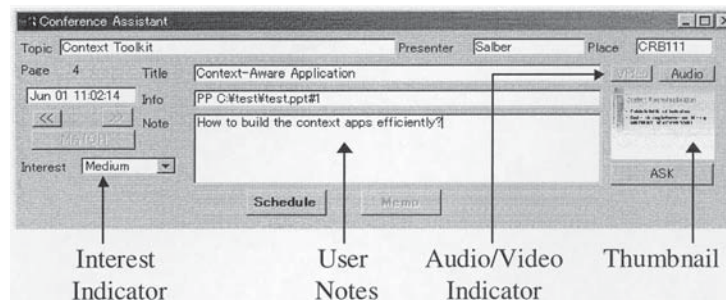 Conference Assistant
Topic Context Toolkit Presenter Salber Place CRB111
Page 4 Title Context-Aware Application VIDEO Audio
Jun 01 11:02:14 Info PP C:¥test¥test.ppt#1
<< >> Note How to build the context apps efficiently?
MATCH
Interest Medium ASK
Schedule Memo
Interest Indicator
User Notes
Audio/Video Indicator
Thumbnail